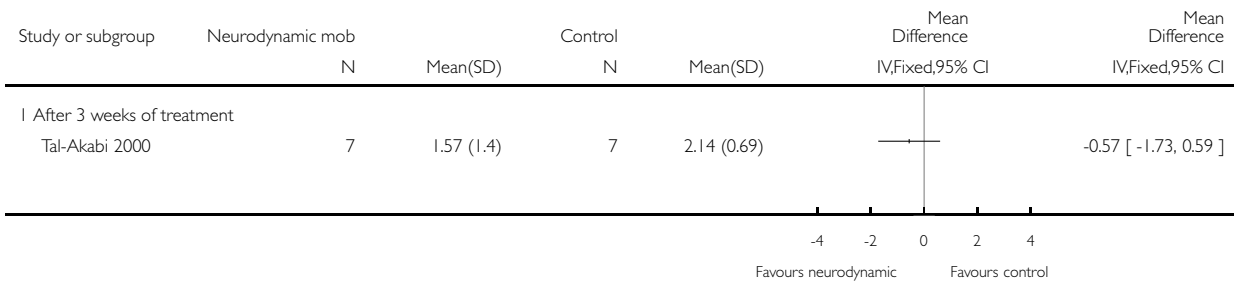 Mean Mean
Study or subgroup Neurodynamic mob Control Difference Difference
N Mean(SD) N Mean(SD) IV,Fixed,95% CI IV,Fixed,95% CI
1 After 3 weeks of treatment
Tal-Akabi 2000 7 1.57 (1.4) 7 2.14 (0.69) -0.57 [ -1.73, 0.59 ]
-4 -2 0 2 4
Favours neurodynamic Favours control